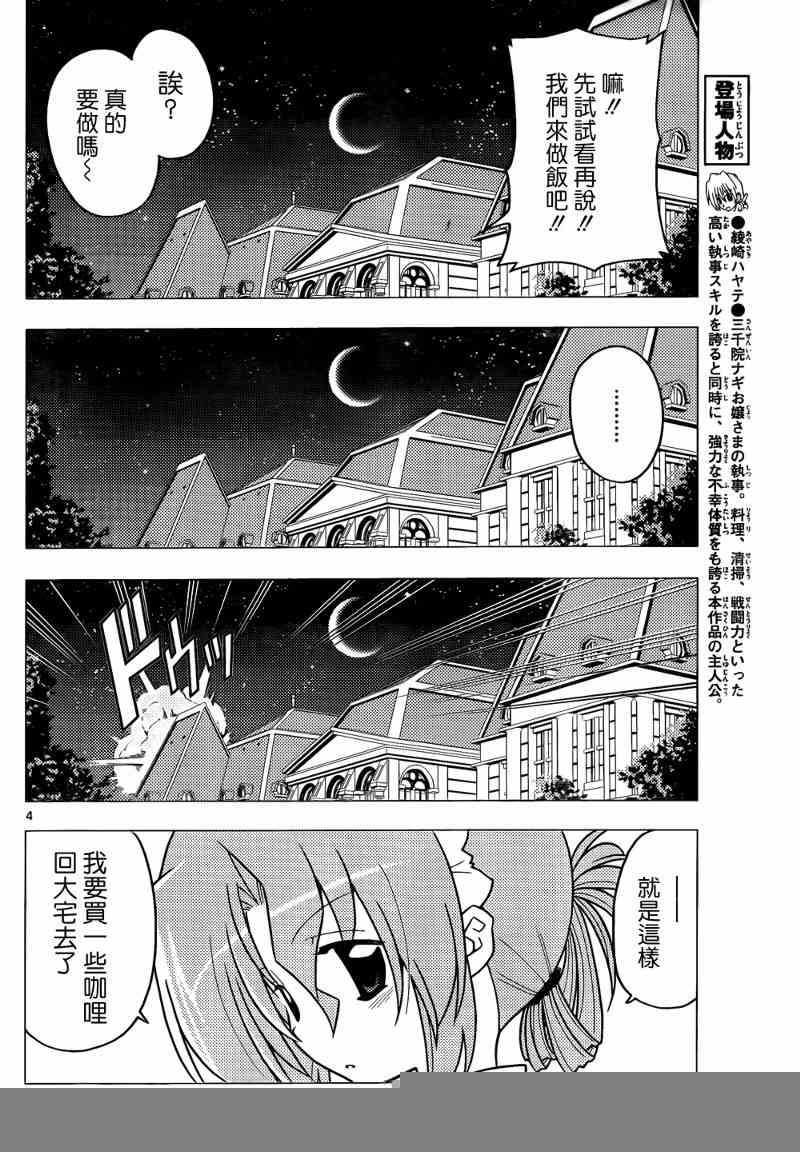 登場人物
●綾崎ハヤテ●三千院ナギお嬢さまの執事。料理、清掃、戦闘力といった
高い執事スキルを誇ると同時に、強力な不幸体質をも誇る本作品の主人公。
嘛!!
先試試看再說!!
我們來做飯吧!!
誒?
真的
要做嗎~
………
ドドォッ
4
——
就是這樣
我要買一些咖哩
回大宅去了